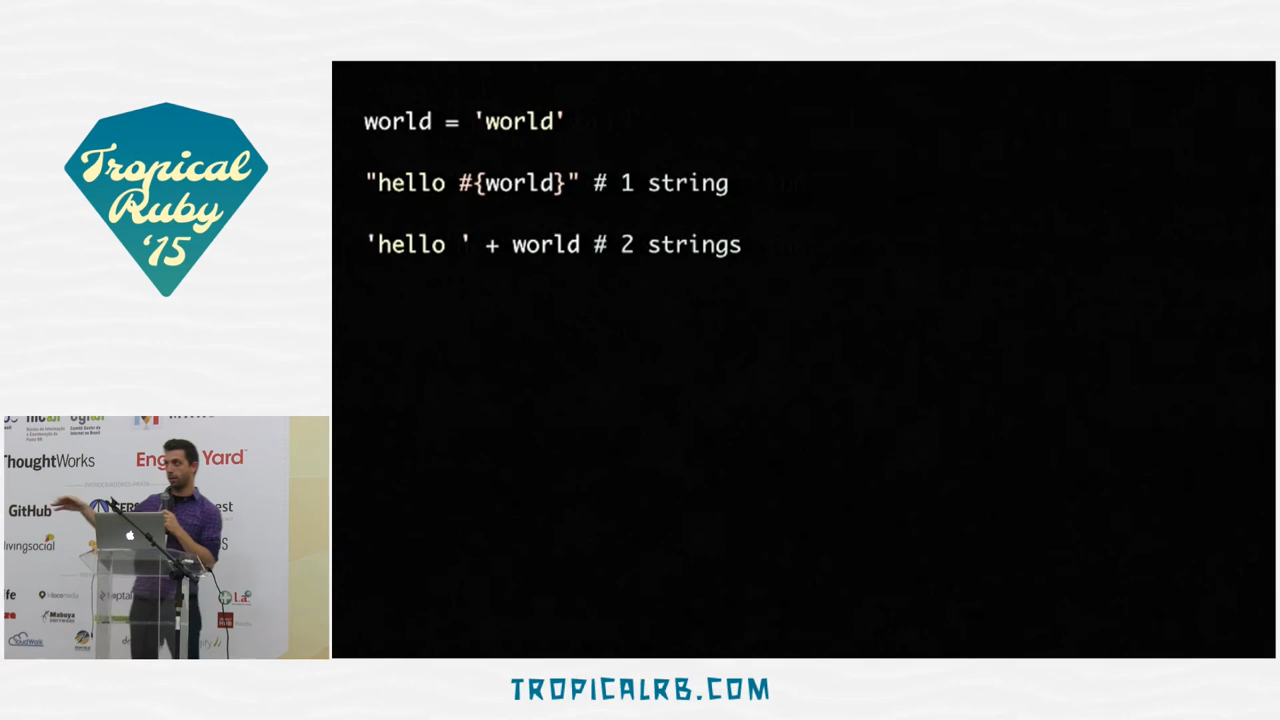 Tropical
Ruby
'15
world = 'world'
"hello #{world}" # 1 string
'hello ' + world # 2 strings
ThoughtWorks
Yard
GitHub
livingsocial
CloudWalk
TROPICALRB.COM